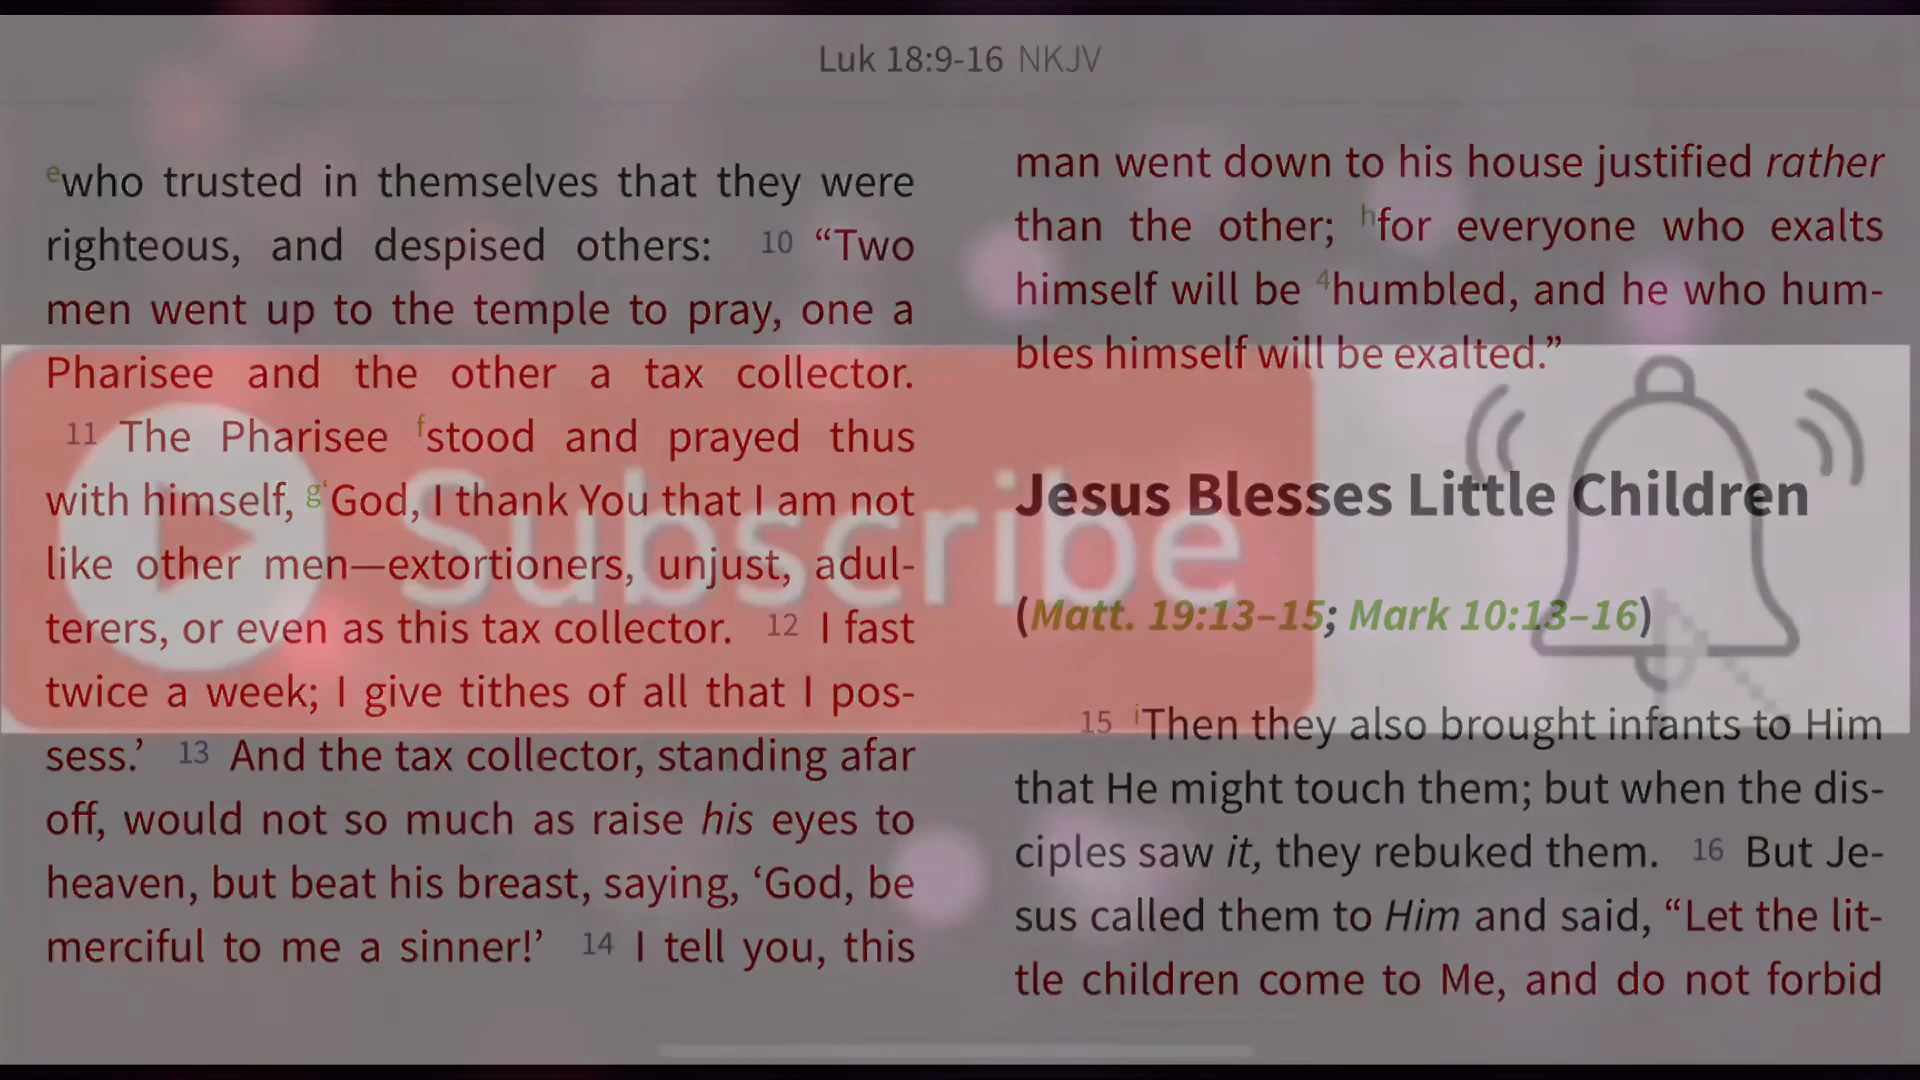 Luk 18:9-16 NKJV
ewho trusted in themselves that they were
righteous, and despised others: 10 “Two
men went up to the temple to pray, one a
Pharisee and the other a tax collector.
11 The Pharisee fstood and prayed thus
with himself, g‘God, I thank You that I am not
like other men—extortioners, unjust, adul-
terers, or even as this tax collector. 12 I fast
twice a week; I give tithes of all that I pos-
sess.’ 13 And the tax collector, standing afar
off, would not so much as raise his eyes to
heaven, but beat his breast, saying, ‘God, be
merciful to me a sinner!’ 14 I tell you, this
man went down to his house justified rather
than the other; hfor everyone who exalts
himself will be 4humbled, and he who hum-
bles himself will be exalted.”
Jesus Blesses Little Children
(Matt. 19:13–15; Mark 10:13–16)
15 iThen they also brought infants to Him
that He might touch them; but when the dis-
ciples saw it, they rebuked them. 16 But Je-
sus called them to Him and said, “Let the lit-
tle children come to Me, and do not forbid
Subscribe